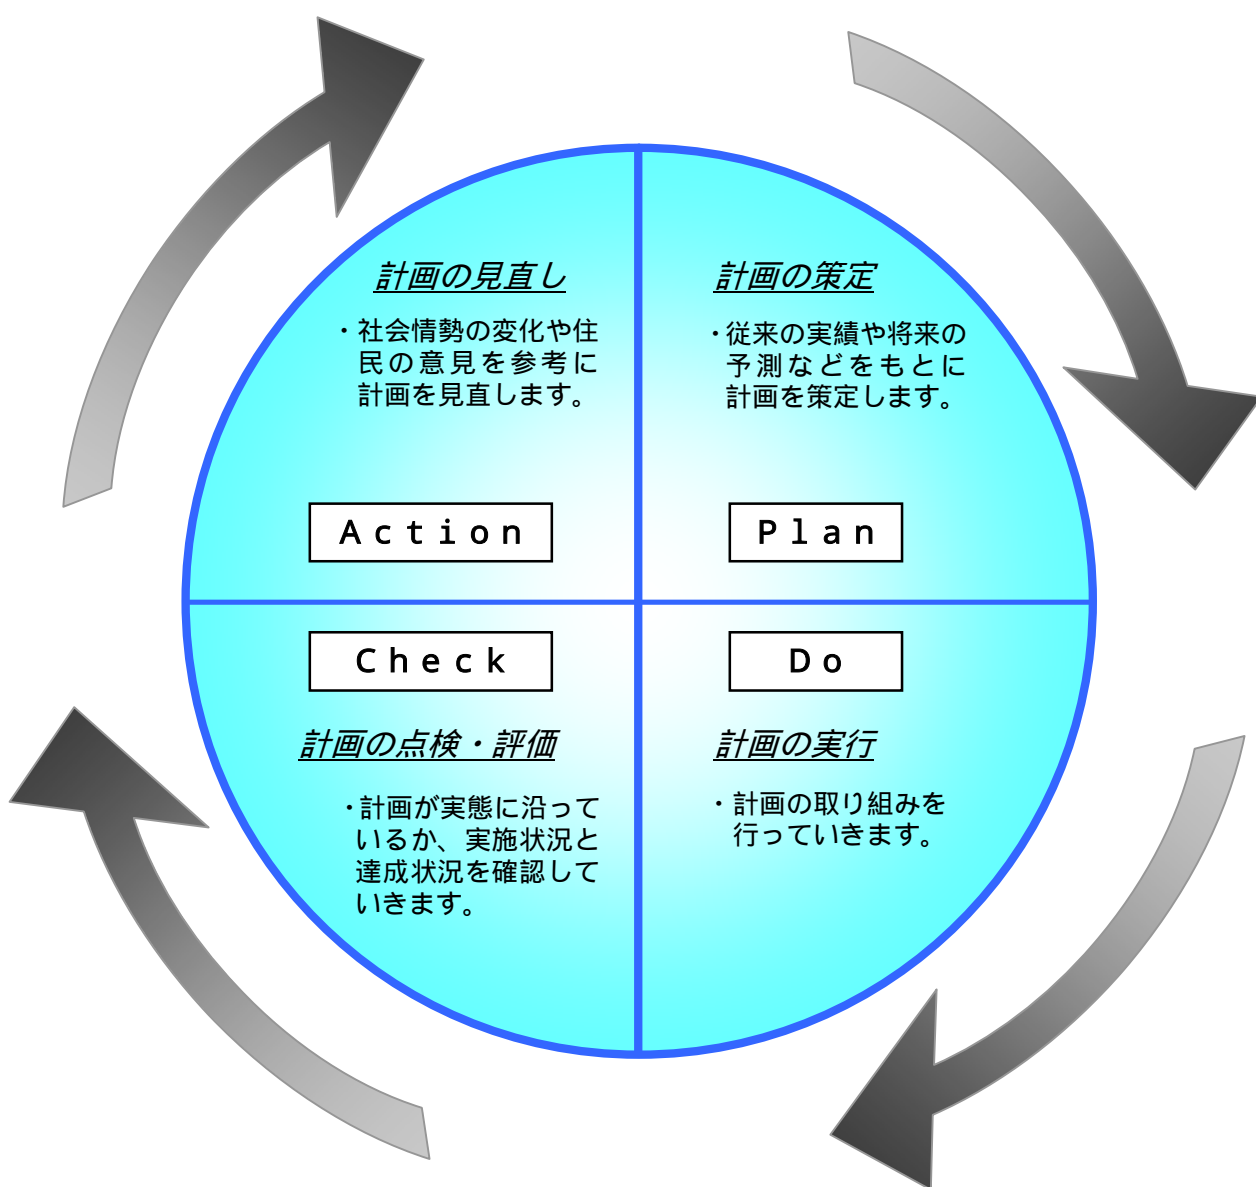 計画の見直し
・社会情勢の変化や住
民の意見を参考に
計画を見直します。
Action
計画の策定
・従来の実績や将来の
予測などをもとに
計画を策定します。
Plan
Check
計画の点検・評価
・計画が実態に沿って
いるか、実施状況と
達成状況を確認して
いきます。
Do
計画の実行
・計画の取り組みを
行っていきます。